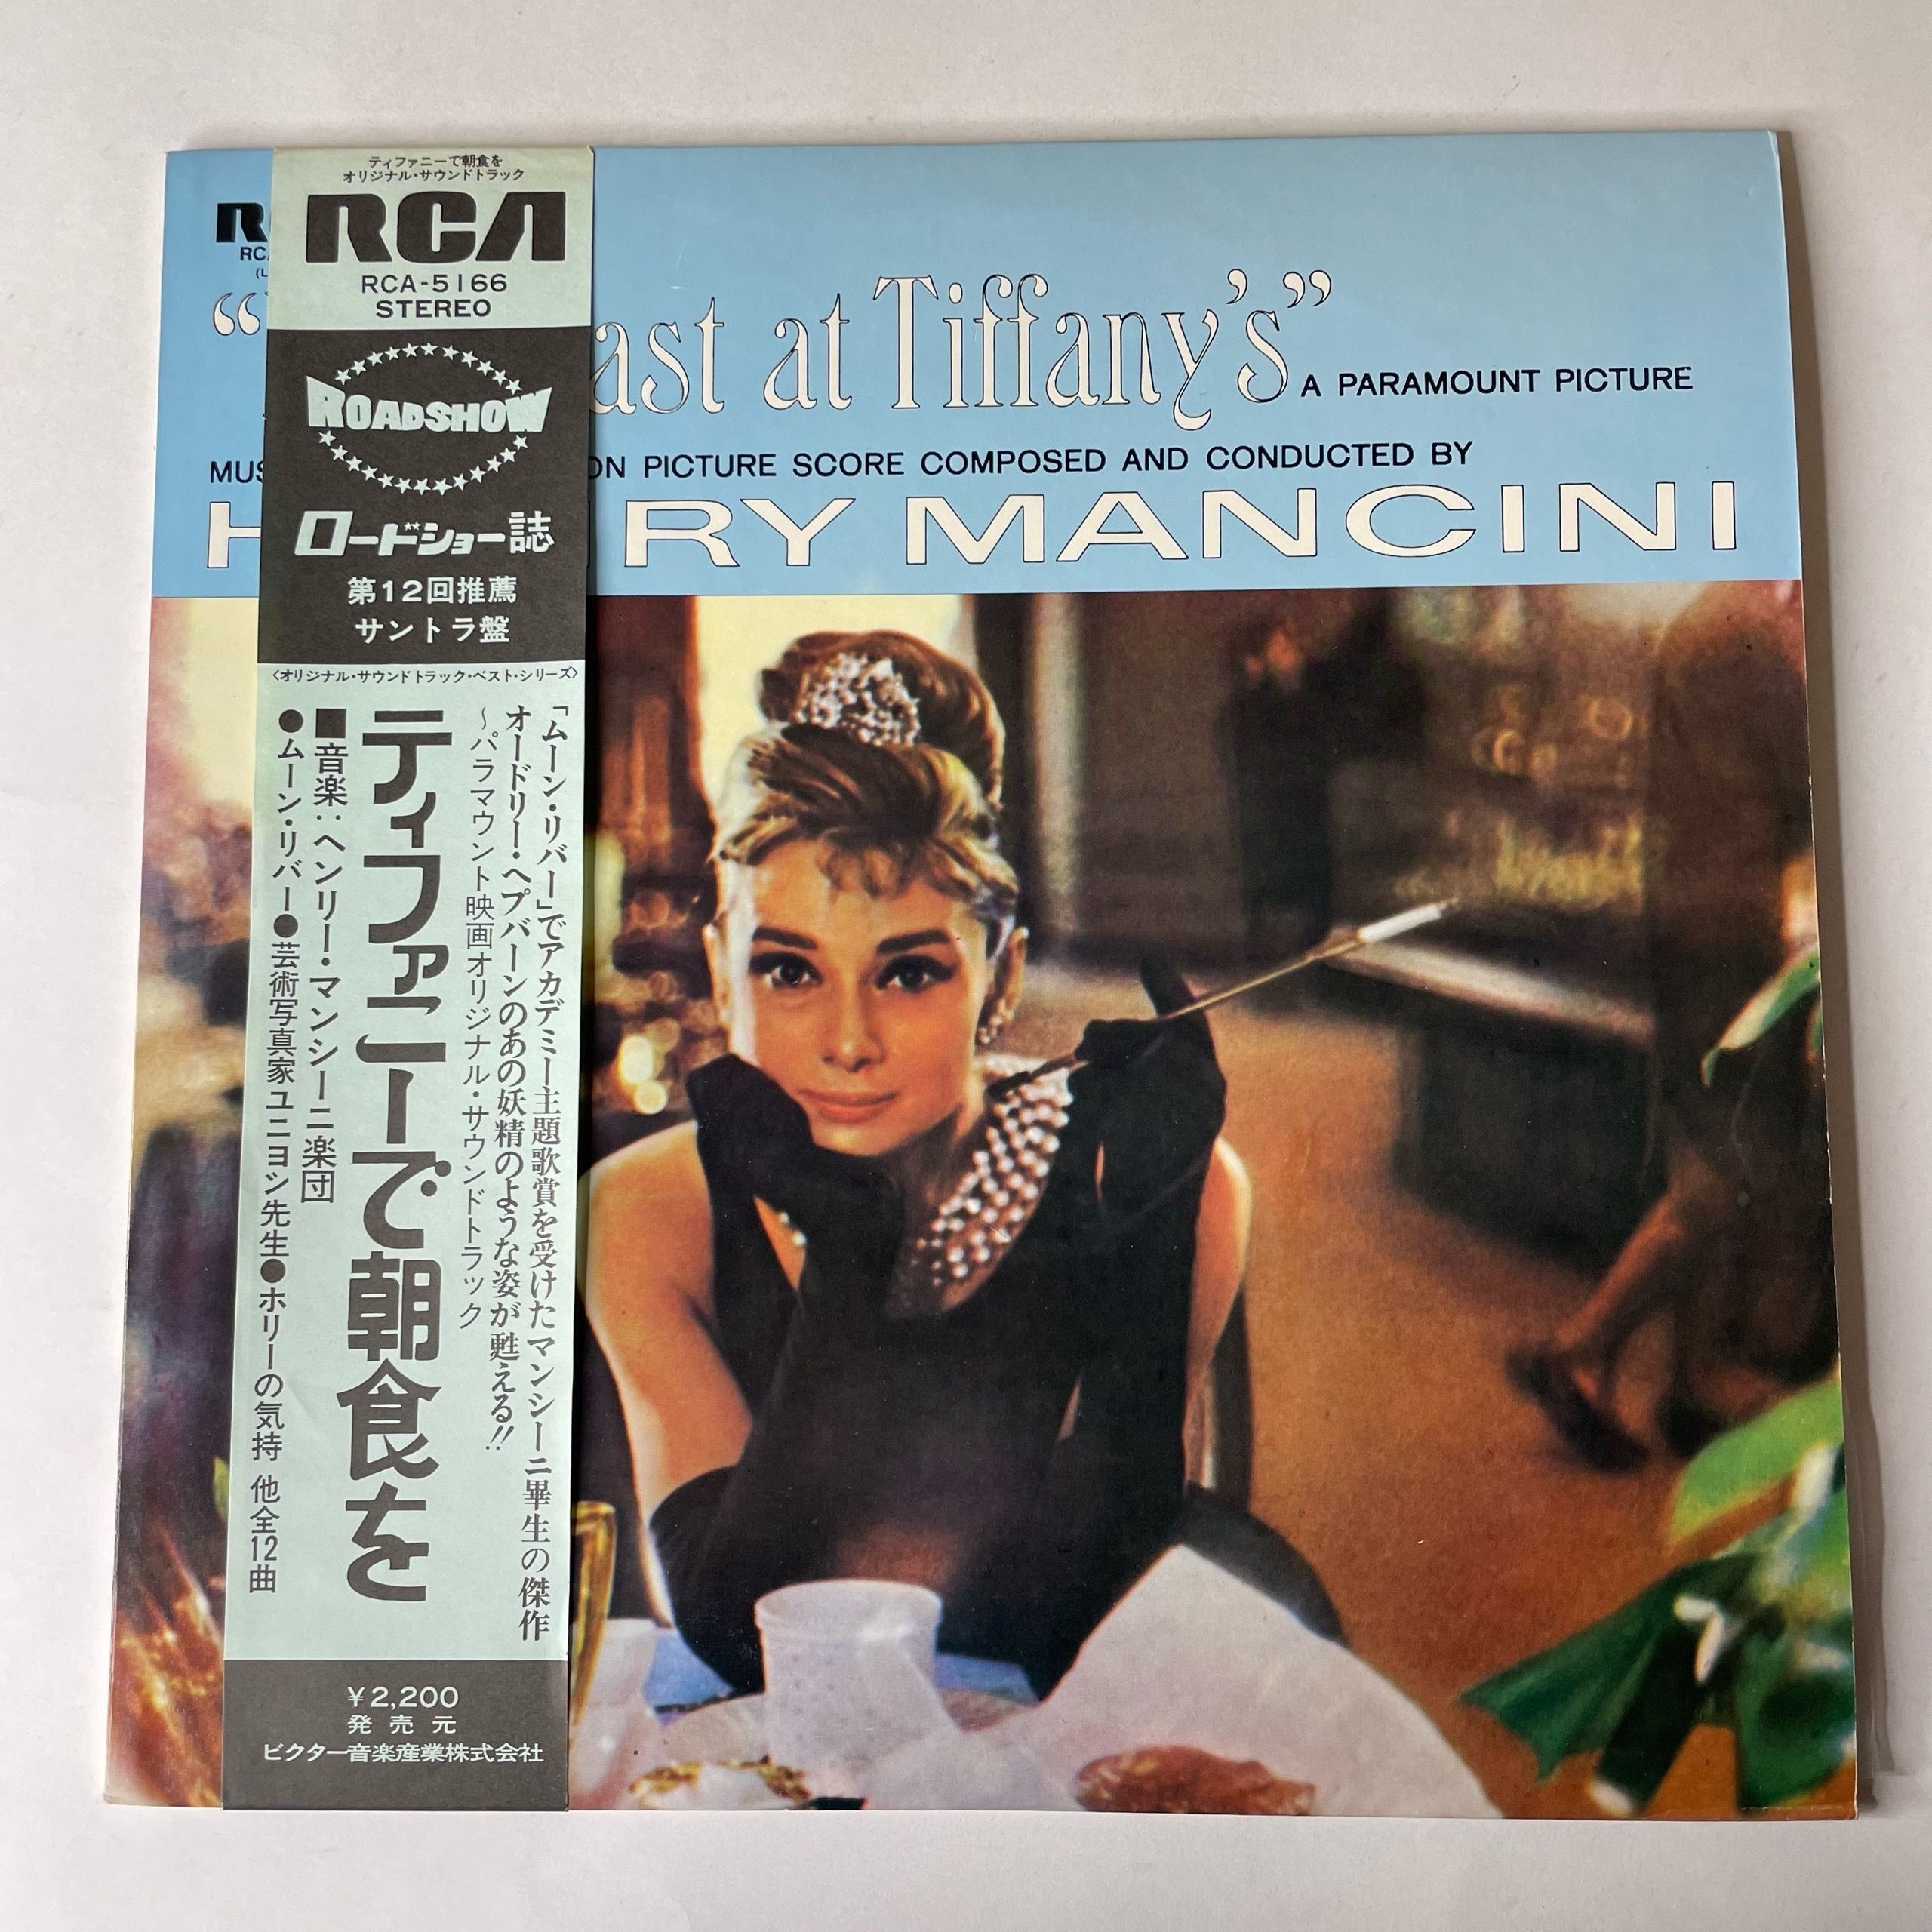 ティファニーで朝食を
オリジナル・サウンドトラック
RCA
RCA-5166
STEREO
ROADSHOW
ロードショー誌
第12回推薦
サントラ盤
〈オリジナル・サウンドトラック・ベスト・シリーズ〉
「ムーン・リバー」でアカデミー主題歌賞を受けたマンシーニ畢生の傑作
オードリー・ヘプバーンのあの妖精のような姿が甦える!!
～パラマウント映画オリジナル・サウンドトラック
ティファニーで朝食を
■音楽:ヘンリー・マンシーニ楽団
●ムーン・リバー●芸術写真家ユニヨシ先生●ホリーの気持 他全12曲
¥2,200
発売元
ビクター音楽産業株式会社
R
RC
(L
“ ast at Tiffany's” A PARAMOUNT PICTURE
MUS ON PICTURE SCORE COMPOSED AND CONDUCTED BY
H RY MANCINI